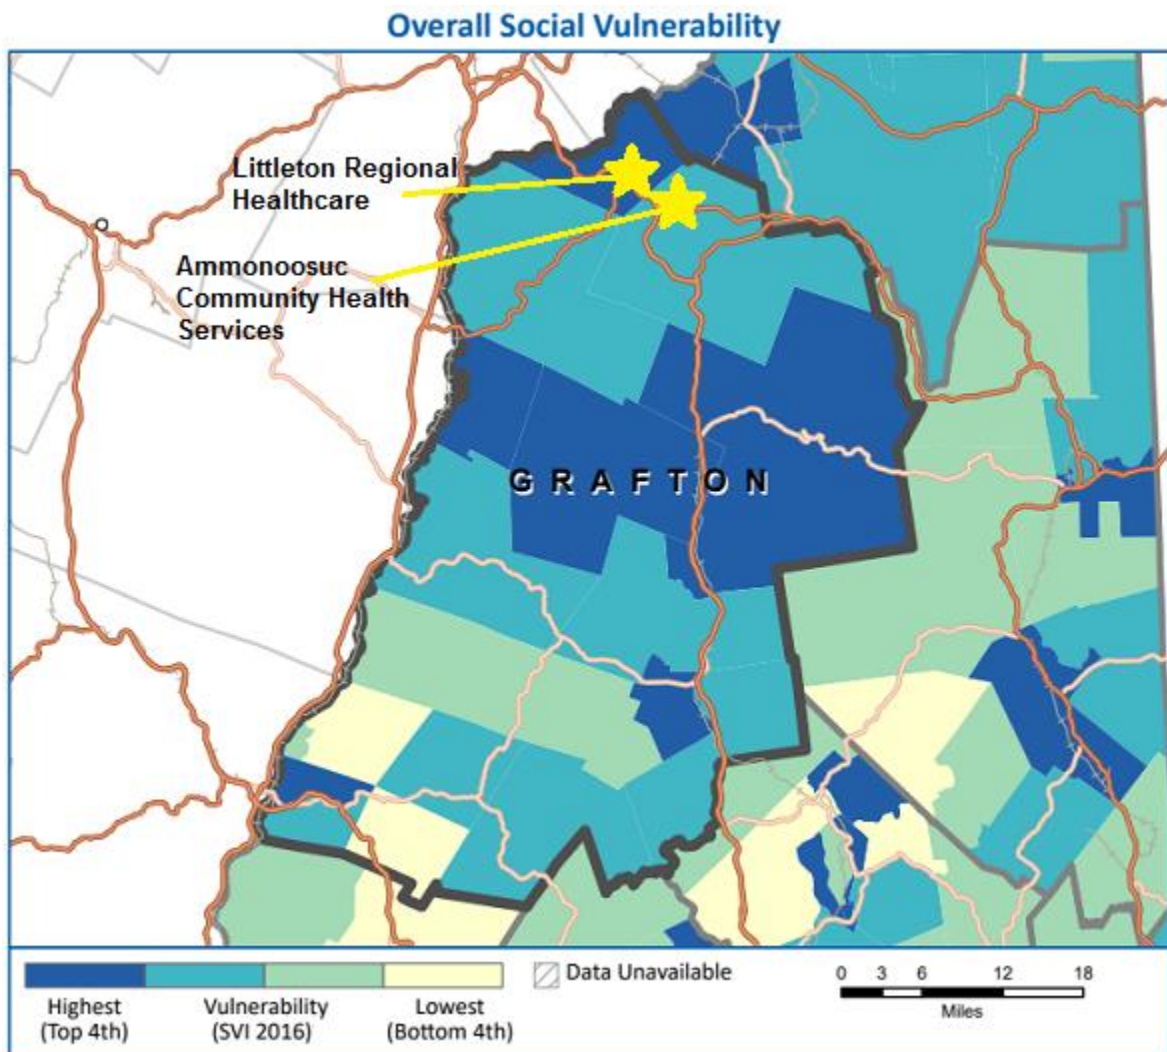 Overall Social Vulnerability
Littleton Regional
Healthcare
Ammonoosuc
Community Health
Services
G R A F T O N
Highest
(Top 4th)
Vulnerability
(SVI 2016)
Lowest
(Bottom 4th)
Data Unavailable
0 3 6 12 18
Miles